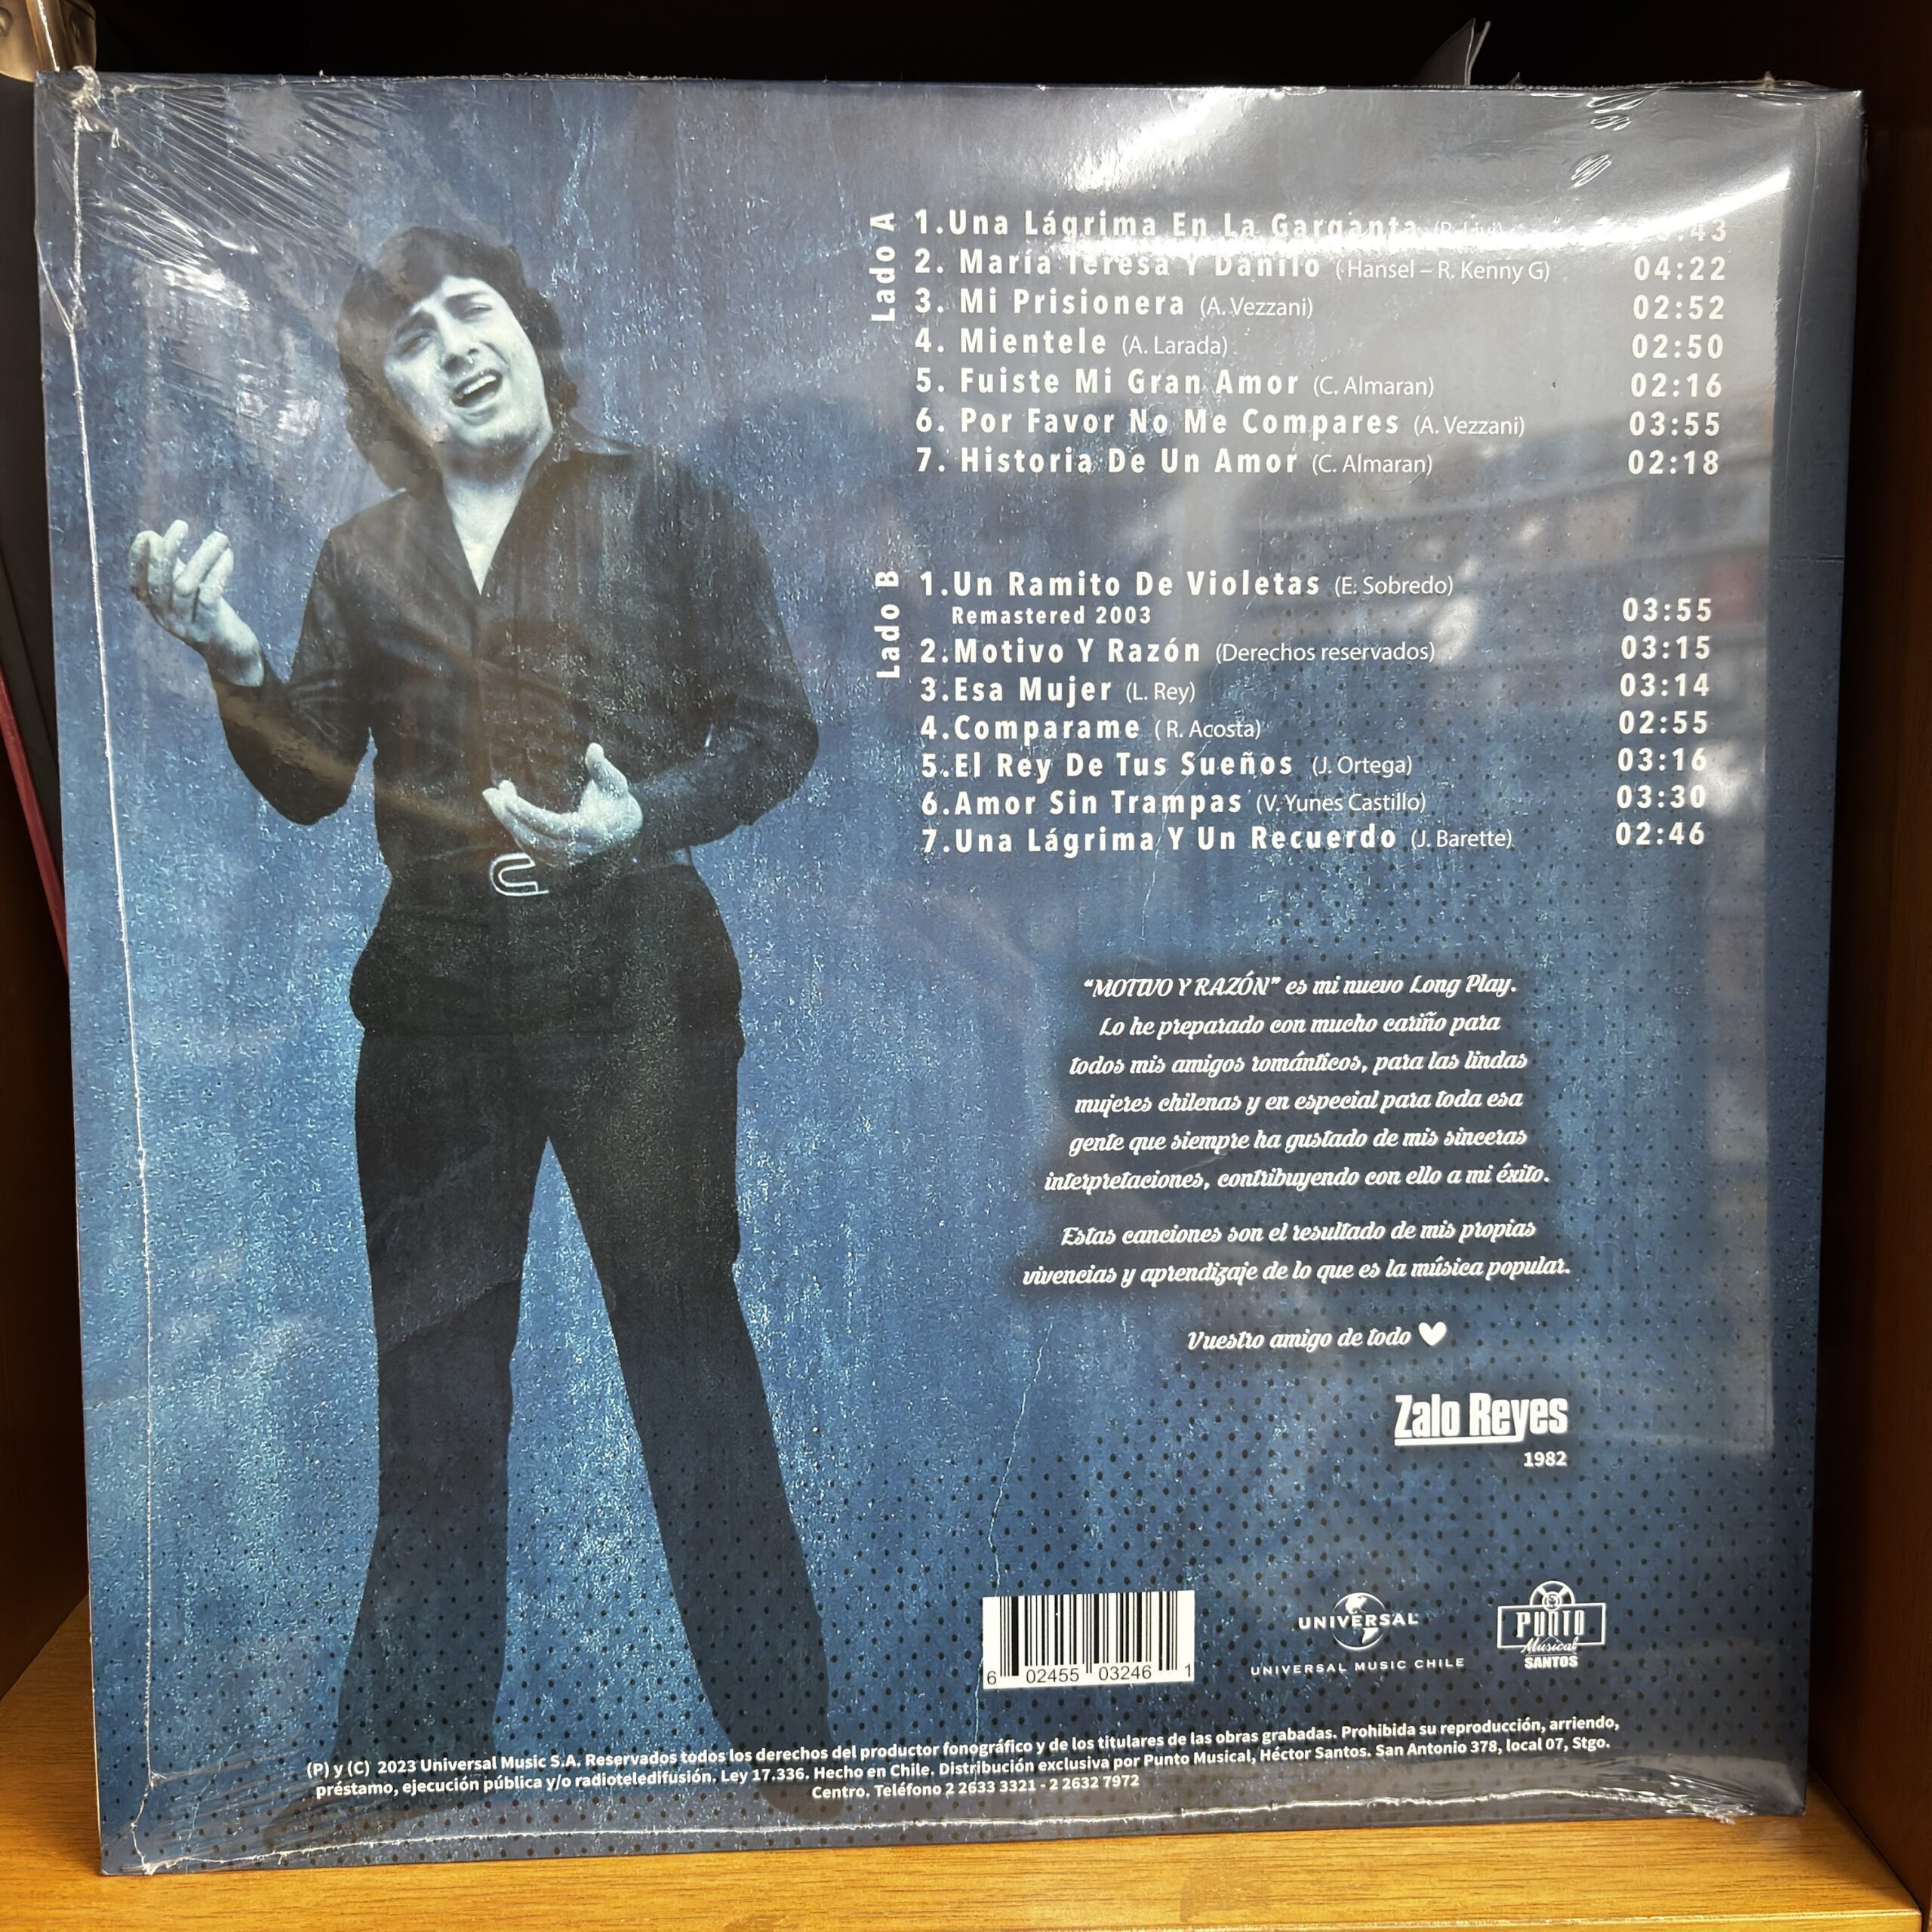 Lado A
1.Una Lágrima En La Garganta 43
2. María Teresa Y Danilo ( Hansel – R. Kenny G) 04:22
3. Mi Prisionera (A. Vezzani) 02:52
4. Mientele (A. Larada) 02:50
5. Fuiste Mi Gran Amor (C. Almaran) 02:16
6. Por Favor No Me Compares (A. Vezzani) 03:55
7. Historia De Un Amor (C. Almaran) 02:18
Lado B
1.Un Ramito De Violetas (E. Sobredo)
Remastered 2003 03:55
2.Motivo Y Razón (Derechos reservados) 03:15
3.Esa Mujer (L. Rey) 03:14
4.Comparame ( R. Acosta) 02:55
5.El Rey De Tus Sueños (J. Ortega) 03:16
6.Amor Sin Trampas (V. Yunes Castillo) 03:30
7.Una Lágrima Y Un Recuerdo (J. Barette) 02:46
“MOTIVO Y RAZÓN” es mi nuevo Long Play.
Lo he preparado con mucho cariño para
todos mis amigos románticos, para las lindas
mujeres chilenas y en especial para toda esa
gente que siempre ha gustado de mis sinceras
interpretaciones, contribuyendo con ello a mi éxito.
Estas canciones son el resultado de mis propias
vivencias y aprendizaje de lo que es la música popular.
Vuestro amigo de todo
Zalo Reyes
1982
6 02455 03246 1
UNIVERSAL
UNIVERSAL MUSIC CHILE
S
PUNTO
Musical
SANTOS
(P) y (C) 2023 Universal Music S.A. Reservados todos los derechos del productor fonográfico y de los titulares de las obras grabadas. Prohibida su reproducción, arriendo,
préstamo, ejecución pública y/o radioteledifusión. Ley 17.336. Hecho en Chile. Distribución exclusiva por Punto Musical, Héctor Santos. San Antonio 378, local 07, Stgo.
Centro. Teléfono 2 2633 3321 - 2 2632 7972